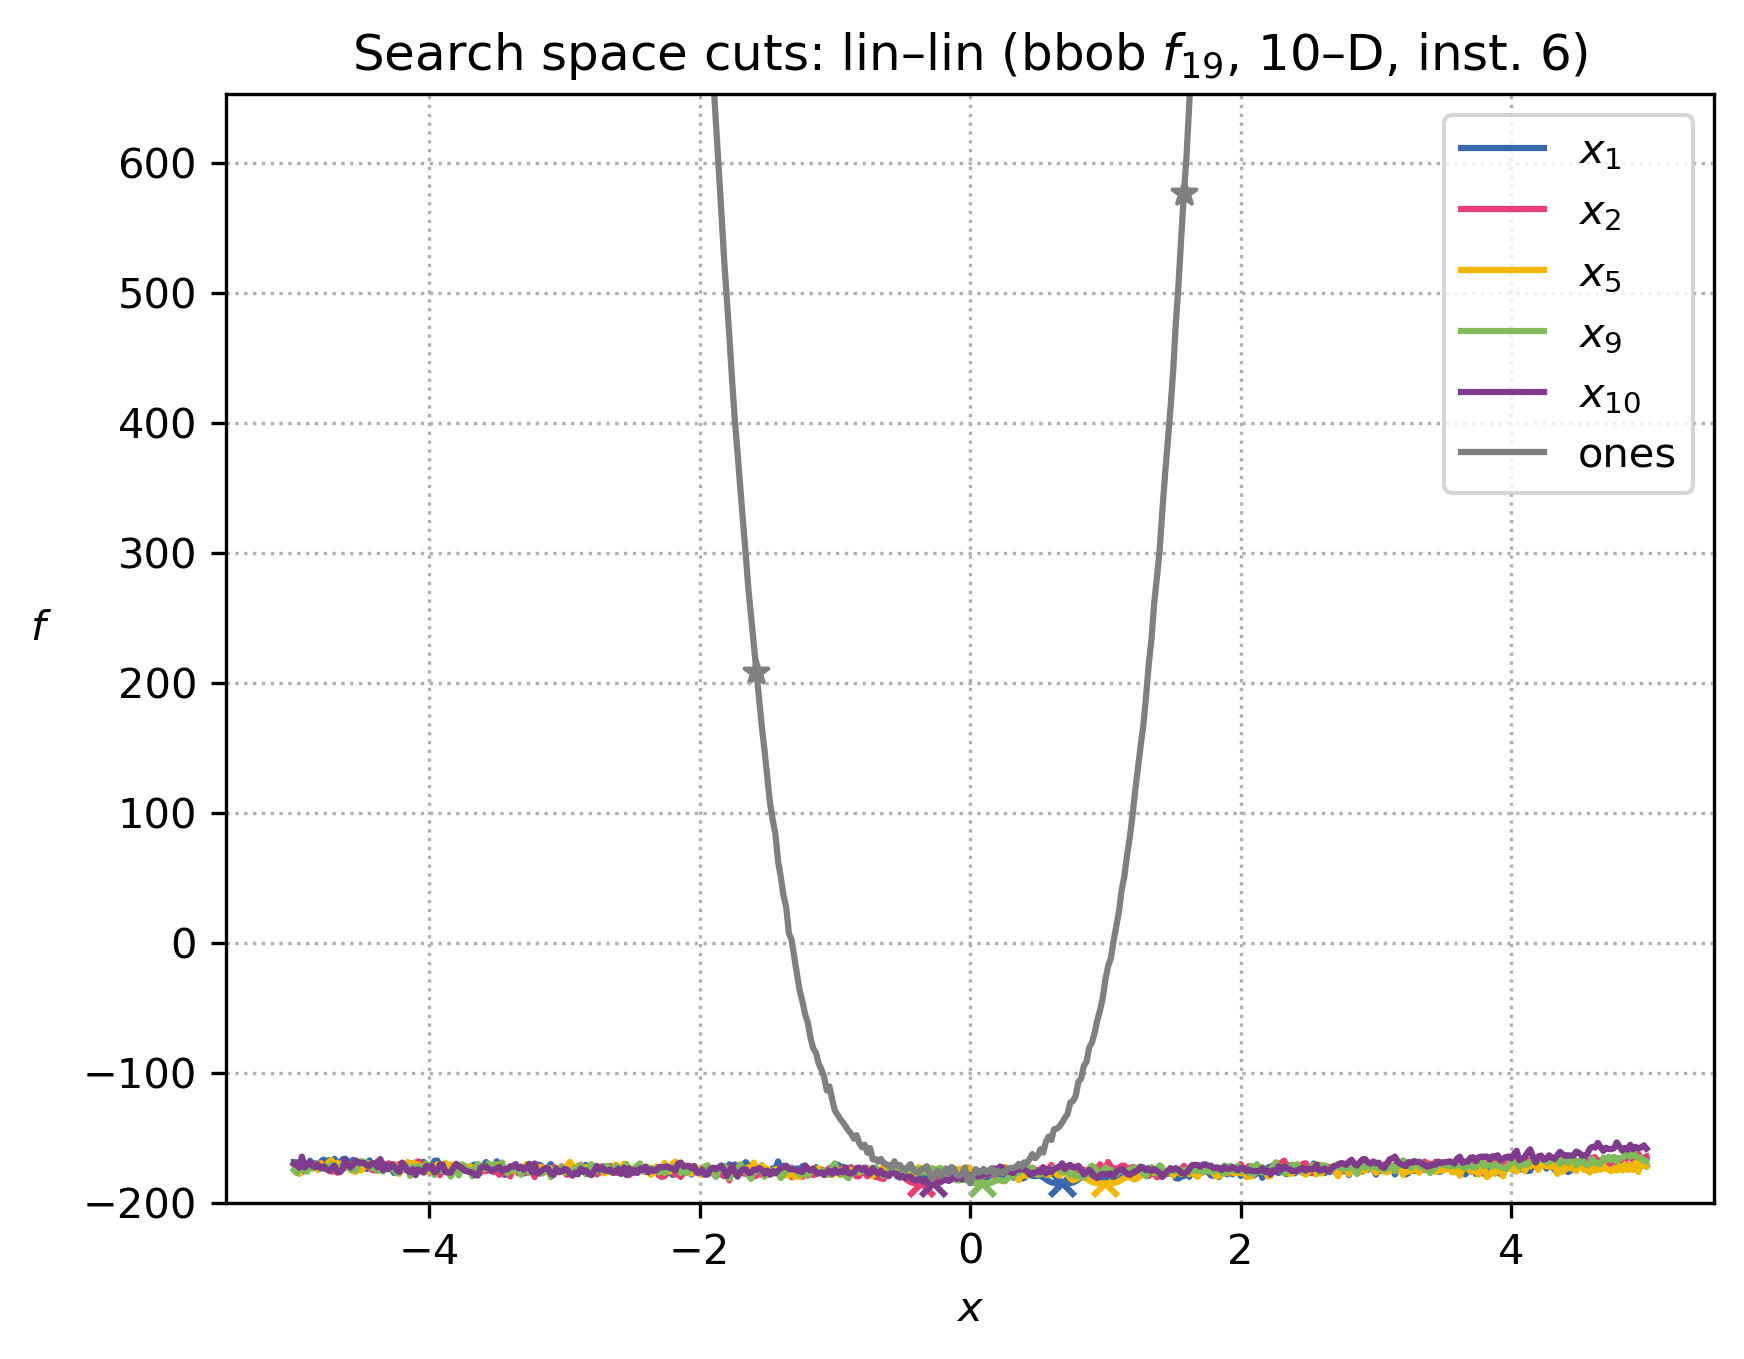 Search space cuts: lin–lin (bbob f19, 10–D, inst. 6)
600
500
400
300
200
100
0
−100
−200
f
−4
−2
0
2
4
x
x1
x2
x5
x9
x10
ones